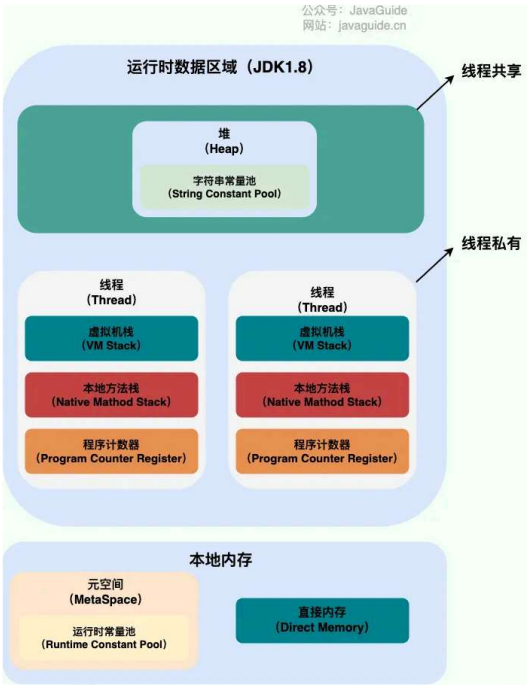 公众号：JavaGuide
网站：javaguide.cn
运行时数据区域（JDK1.8）
线程共享
堆
（Heap）
字符串常量池
（String Constant Pool）
线程私有
线程
（Thread）
虚拟机栈
（VM Stack）
本地方法栈
（Native Mathod Stack）
程序计数器
（Program Counter Register）
线程
（Thread）
虚拟机栈
（VM Stack）
本地方法栈
（Native Mathod Stack）
程序计数器
（Program Counter Register）
本地内存
元空间
（MetaSpace）
运行时常量池
（Runtime Constant Pool）
直接内存
（Direct Memory）